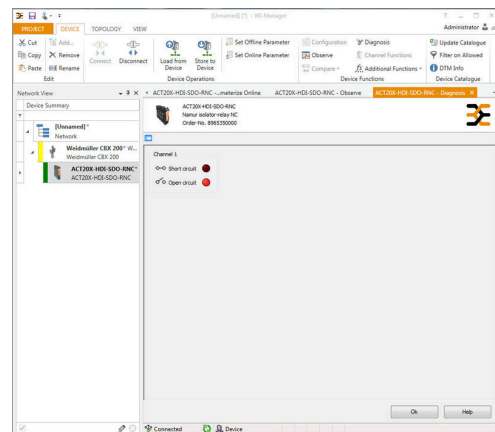 [Unnamed] (*) - WI-Manager
PROJECT DEVICE TOPOLOGY VIEW Administrator
Cut Add... Set Offline Parameter Configuration Diagnosis Update Catalogue
Copy Remove Connect Disconnect Load from Device Store to Device Set Online Parameter Observe Channel Functions Filter on Allowed
Paste Rename Compare Additional Functions DTM Info
Edit Device Operations Device Functions Device Catalogue
Network View ACT20X-HDI-SDO-RNC -...meterize Online ACT20X-HDI-SDO-RNC - Observe ACT20X-HDI-SDO-RNC - Diagnosis
Device Summary
ACT20X-HDI-SDO-RNC
Namur isolator-relay NC
Order-No. 8965350000
[Unnamed]*
Network
Weidmüller CBX 200* W...
Weidmüller CBX 200
ACT20X-HDI-SDO-RNC*
ACT20X-HDI-SDO-RNC
Channel 1
Short circuit
Open circuit
Ok Help
Connected Device